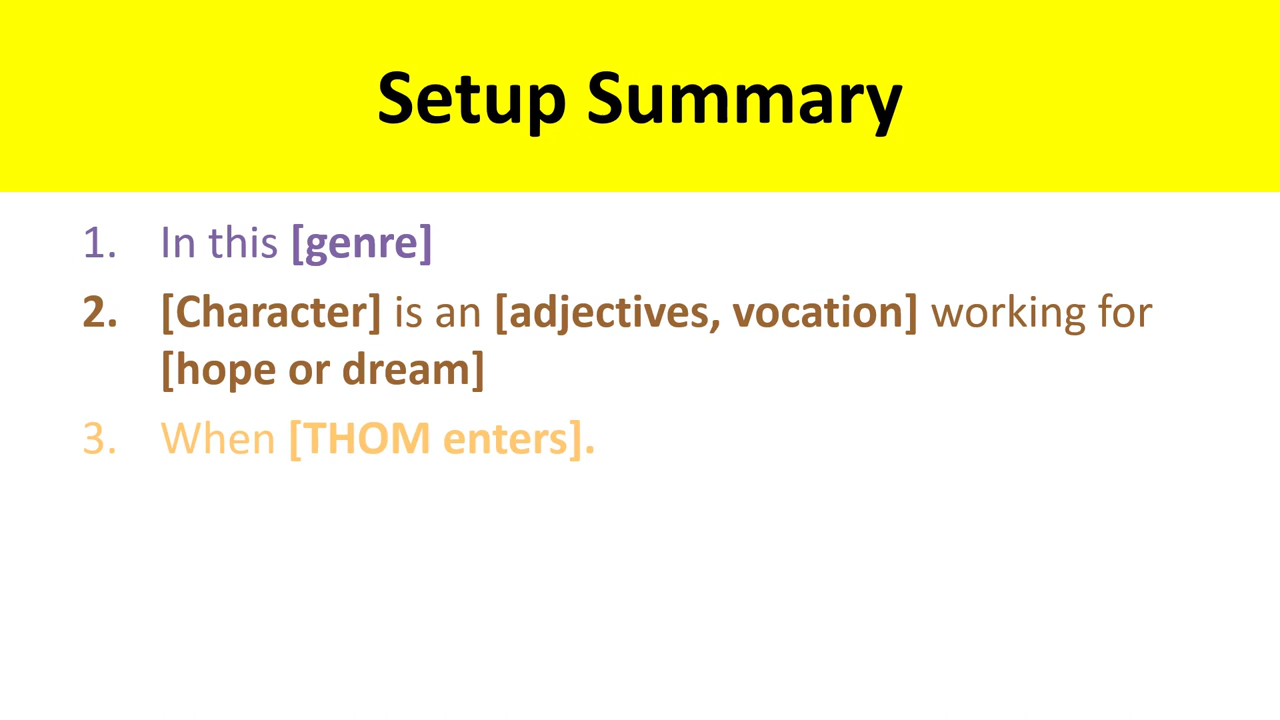 Setup Summary
1. In this [genre]
2. [Character] is an [adjectives, vocation] working for
[hope or dream]
3. When [THOM enters].